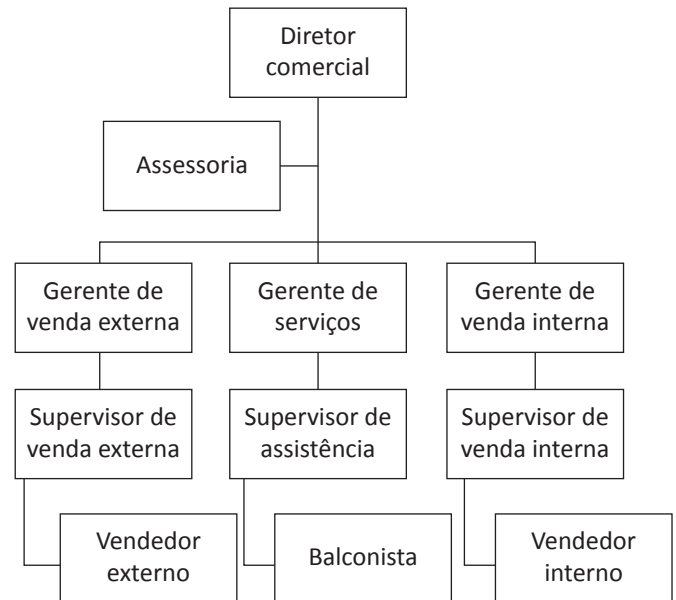 Diretor
comercial
Assessoria
Gerente de
venda externa
Gerente de
serviços
Gerente de
venda interna
Supervisor de
venda externa
Supervisor de
assistência
Supervisor de
venda interna
Vendedor
externo
Balconista
Vendedor
interno